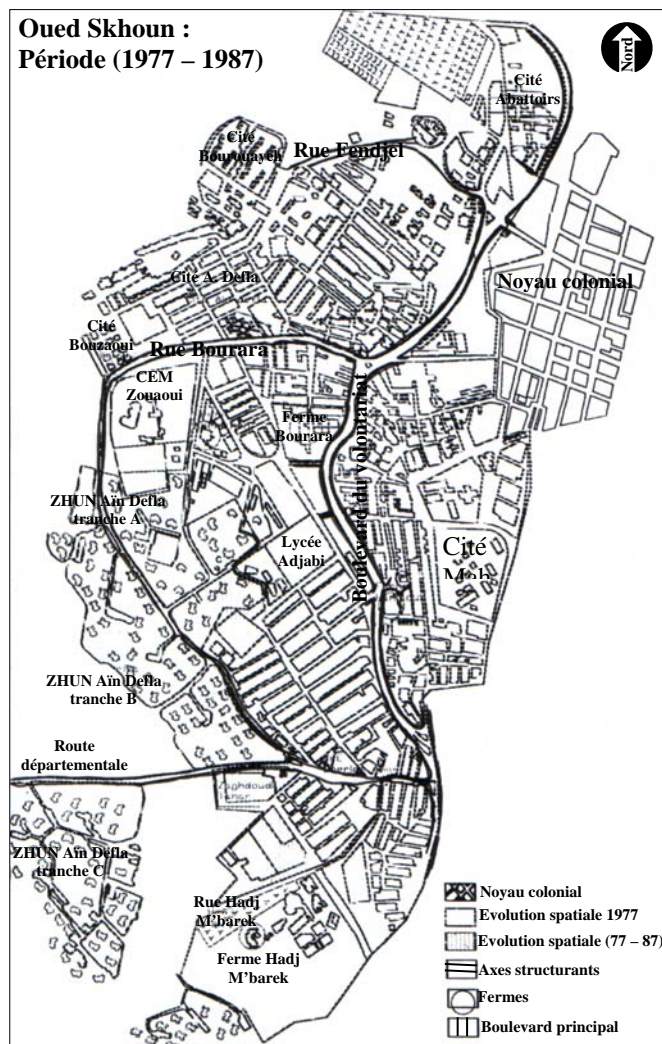 Oued Skhoun :
Période (1977 – 1987)
Nord
Cité
Abattoirs
Cité
Bourouayeh
Rue Fendjel
Noyau colonial
Cité A. Defla
Cité
Bouzaoui
Rue Bourara
CEM
Zouaoui
Ferme
Bourara
Boulevard du volontariat
ZHUN Aïn Defla
tranche A
Lycée
Adjabi
Cité
ZHUN Aïn Defla
tranche B
Route
départementale
ZHUN Aïn Defla
tranche C
Rue Hadj
M’barek
Ferme Hadj
M’barek
Noyau colonial
Evolution spatiale 1977
Evolution spatiale (77 – 87)
Axes structurants
Fermes
Boulevard principal